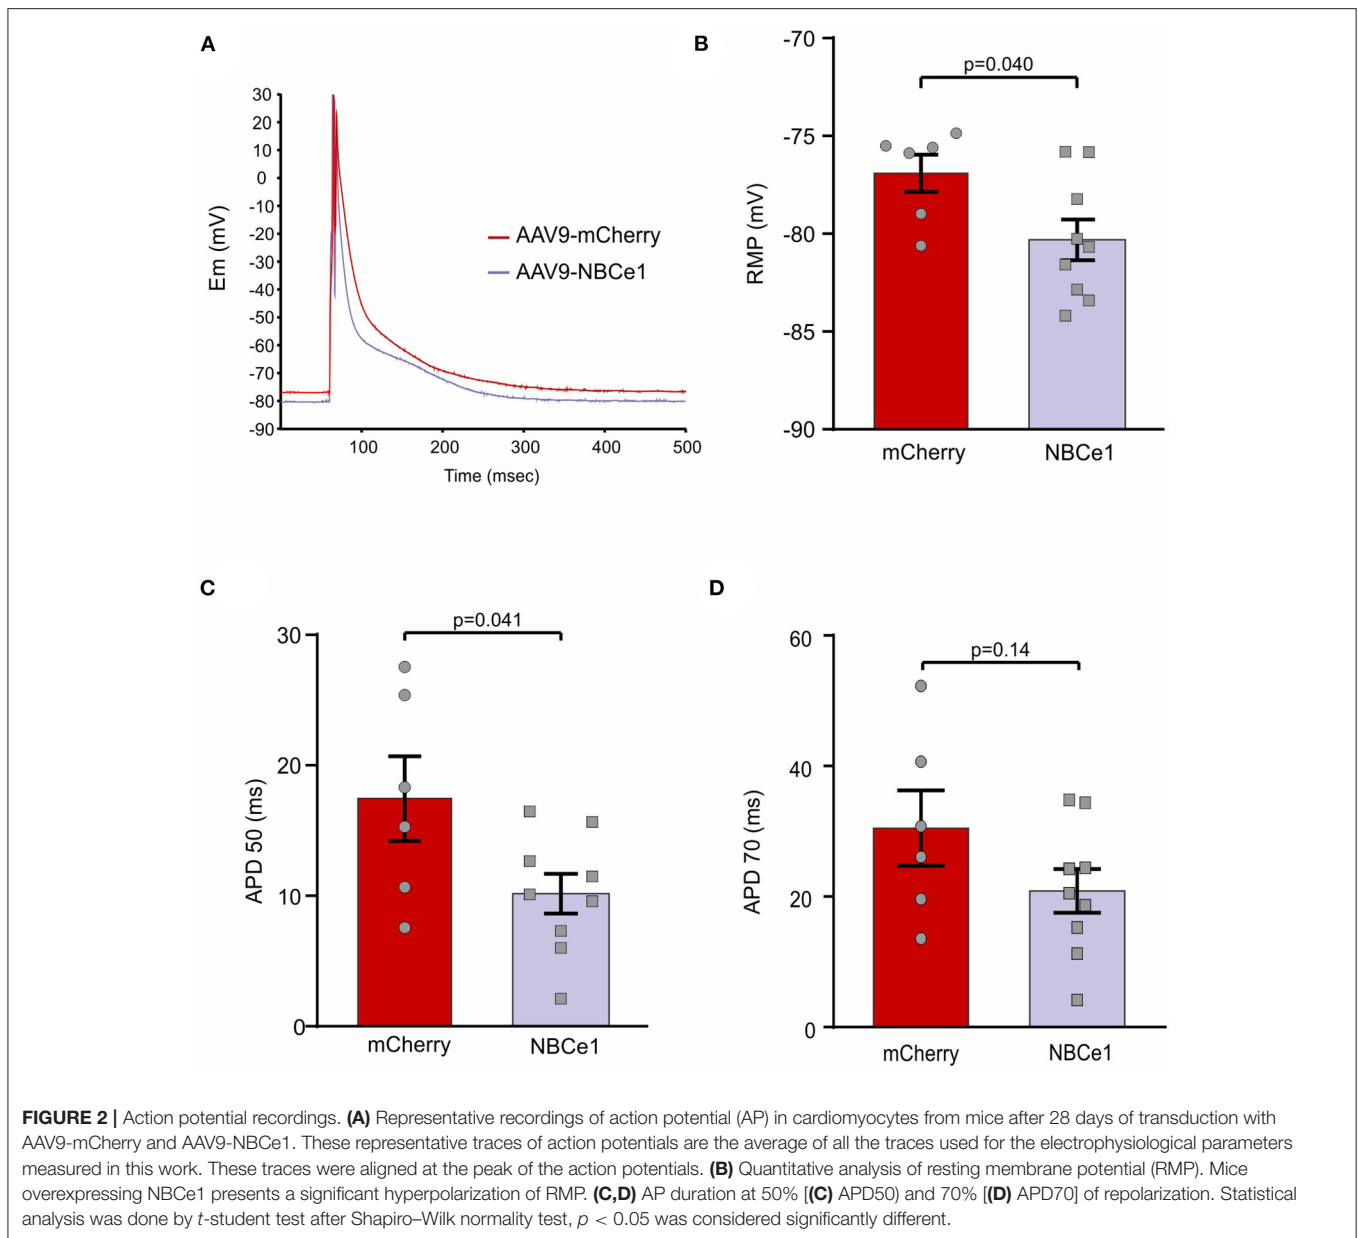 A
30
20
10
0
-10
-20
-30
-40
-50
-60
-70
-80
-90
Em (mV)
AAV9-mCherry
AAV9-NBCe1
100 200 300 400 500
Time (msec)
B
-70
-75
-80
-85
-90
RMP (mV)
p=0.040
mCherry NBCe1
C
30
20
10
0
APD 50 (ms)
p=0.041
mCherry NBCe1
D
60
40
20
0
APD 70 (ms)
p=0.14
mCherry NBCe1
FIGURE 2 | Action potential recordings. (A) Representative recordings of action potential (AP) in cardiomyocytes from mice after 28 days of transduction with
AAV9-mCherry and AAV9-NBCe1. These representative traces of action potentials are the average of all the traces used for the electrophysiological parameters
measured in this work. These traces were aligned at the peak of the action potentials. (B) Quantitative analysis of resting membrane potential (RMP). Mice
overexpressing NBCe1 presents a significant hyperpolarization of RMP. (C,D) AP duration at 50% [(C) APD50) and 70% [(D) APD70] of repolarization. Statistical
analysis was done by t-student test after Shapiro–Wilk normality test, p < 0.05 was considered significantly different.